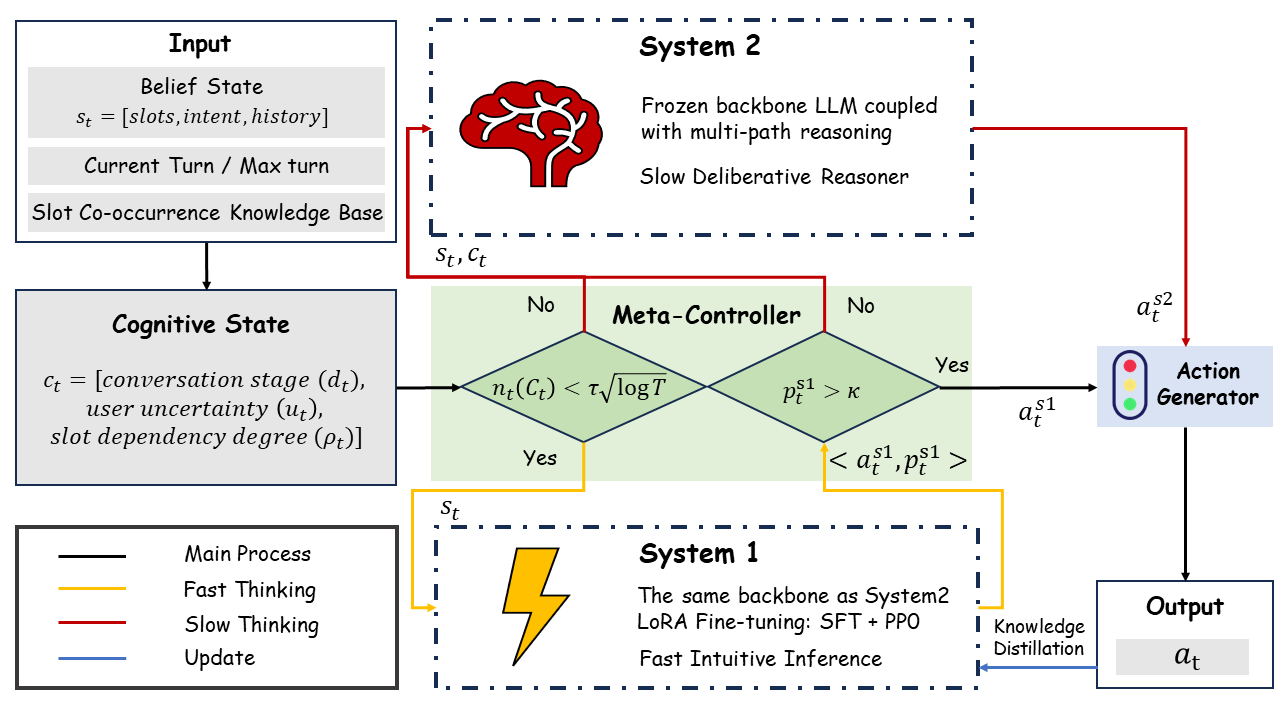 Input
Belief State
s_t = [slots, intent, history]
Current Turn / Max turn
Slot Co-occurrence Knowledge Base
Cognitive State
c_t = [conversation stage (d_t),
user uncertainty (u_t),
slot dependency degree (ρ_t)]
Main Process
Fast Thinking
Slow Thinking
Update
System 2
Frozen backbone LLM coupled
with multi-path reasoning
Slow Deliberative Reasoner
s_t, c_t
No
Meta-Controller
No
n_t(C_t) < τ√log T
p_t^{s1} > κ
Yes
Yes
< a_t^{s1}, p_t^{s1} >
s_t
System 1
The same backbone as System2
LoRA Fine-tuning: SFT + PPO
Fast Intuitive Inference
a_t^{s2}
a_t^{s1}
Action
Generator
Output
a_t
Knowledge
Distillation